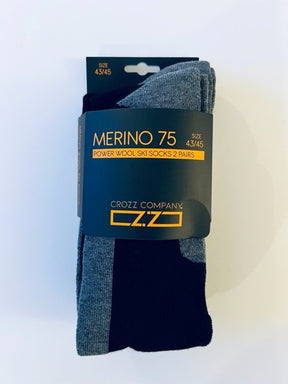 SIZE
43/45
MERINO 75
SIZE
43/45
POWER WOOL SKI SOCKS 2 PAIRS
CROZZ COMPANY